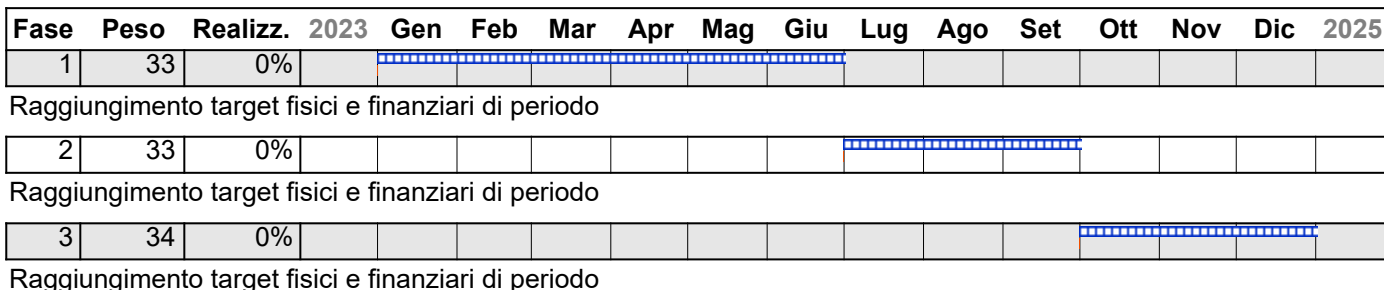 Fase Peso Realizz. 2023 Gen Feb Mar Apr Mag Giu Lug Ago Set Ott Nov Dic 2025
1 33 0%
Raggiungimento target fisici e finanziari di periodo
2 33 0%
Raggiungimento target fisici e finanziari di periodo
3 34 0%
Raggiungimento target fisici e finanziari di periodo